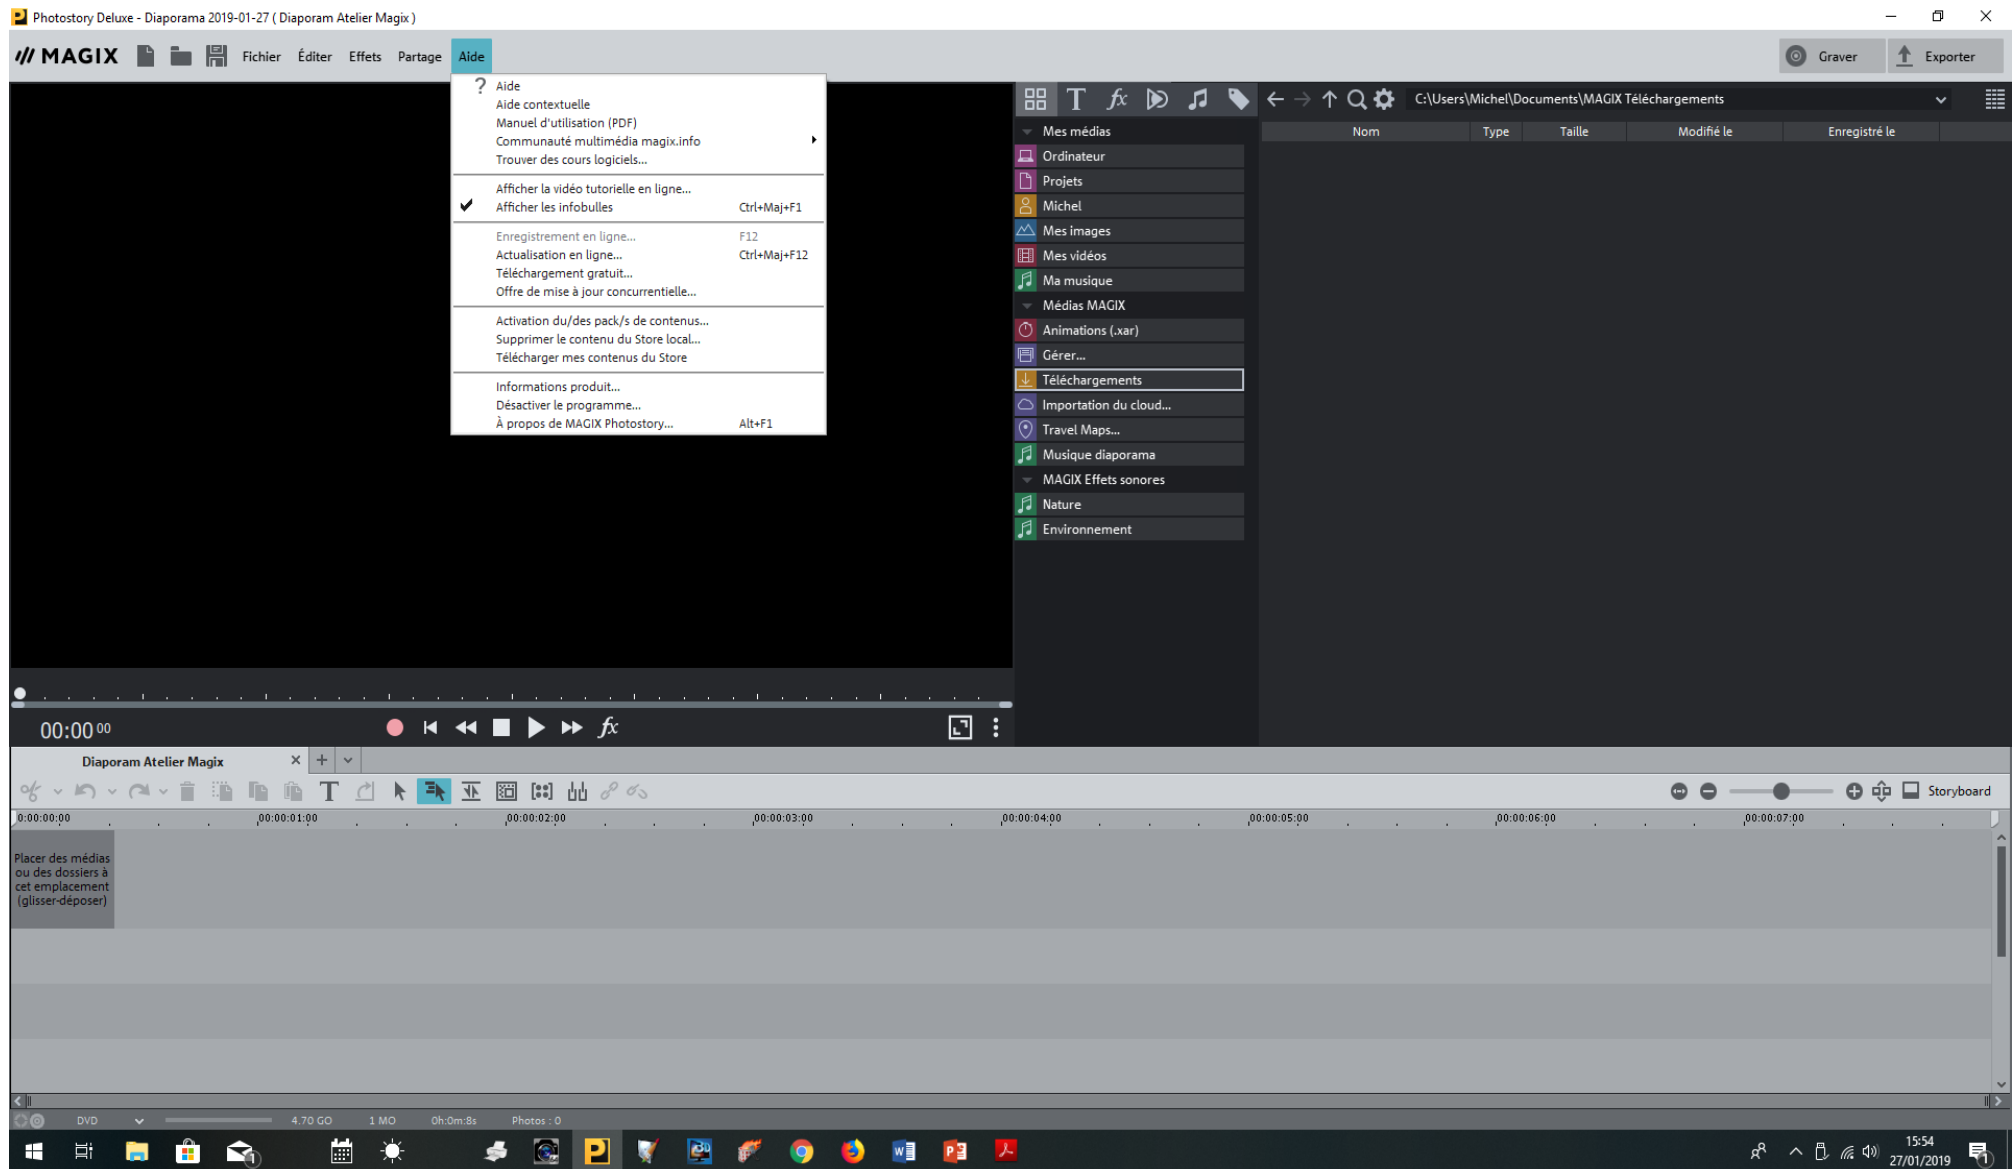 Photostory Deluxe - Diaporama 2019-01-27 ( Diaporam Atelier Magix )
MAGIX Fichier Éditer Effets Partage Aide Graver Exporter
? Aide
Aide contextuelle
Manuel d'utilisation (PDF)
Communauté multimédia magix.info
Trouver des cours logiciels...
Afficher la vidéo tutorielle en ligne...
Afficher les infobulles Ctrl+Maj+F1
Enregistrement en ligne... F12
Actualisation en ligne... Ctrl+Maj+F12
Téléchargement gratuit...
Offre de mise à jour concurrentielle...
Activation du/des pack/s de contenus...
Supprimer le contenu du Store local...
Télécharger mes contenus du Store
Informations produit...
Désactiver le programme...
À propos de MAGIX Photostory... Alt+F1
T fx C:\Users\Michel\Documents\MAGIX Téléchargements
Mes médias
Ordinateur
Projets
Michel
Mes images
Mes vidéos
Ma musique
Médias MAGIX
Animations (.xar)
Gérer...
Téléchargements
Importation du cloud...
Travel Maps...
Musique diaporama
MAGIX Effets sonores
Nature
Environnement
Nom Type Taille Modifié le Enregistré le
00:00 00 fx
Diaporam Atelier Magix
T Storyboard
0:00:00:00 00:00:01:00 00:00:02:00 00:00:03:00 00:00:04:00 00:00:05:00 00:00:06:00 00:00:07:00
Placer des médias
ou des dossiers à
cet emplacement
(glisser-déposer)
DVD 4.70 GO 1 MO 0h:0m:8s Photos : 0
15:54
27/01/2019